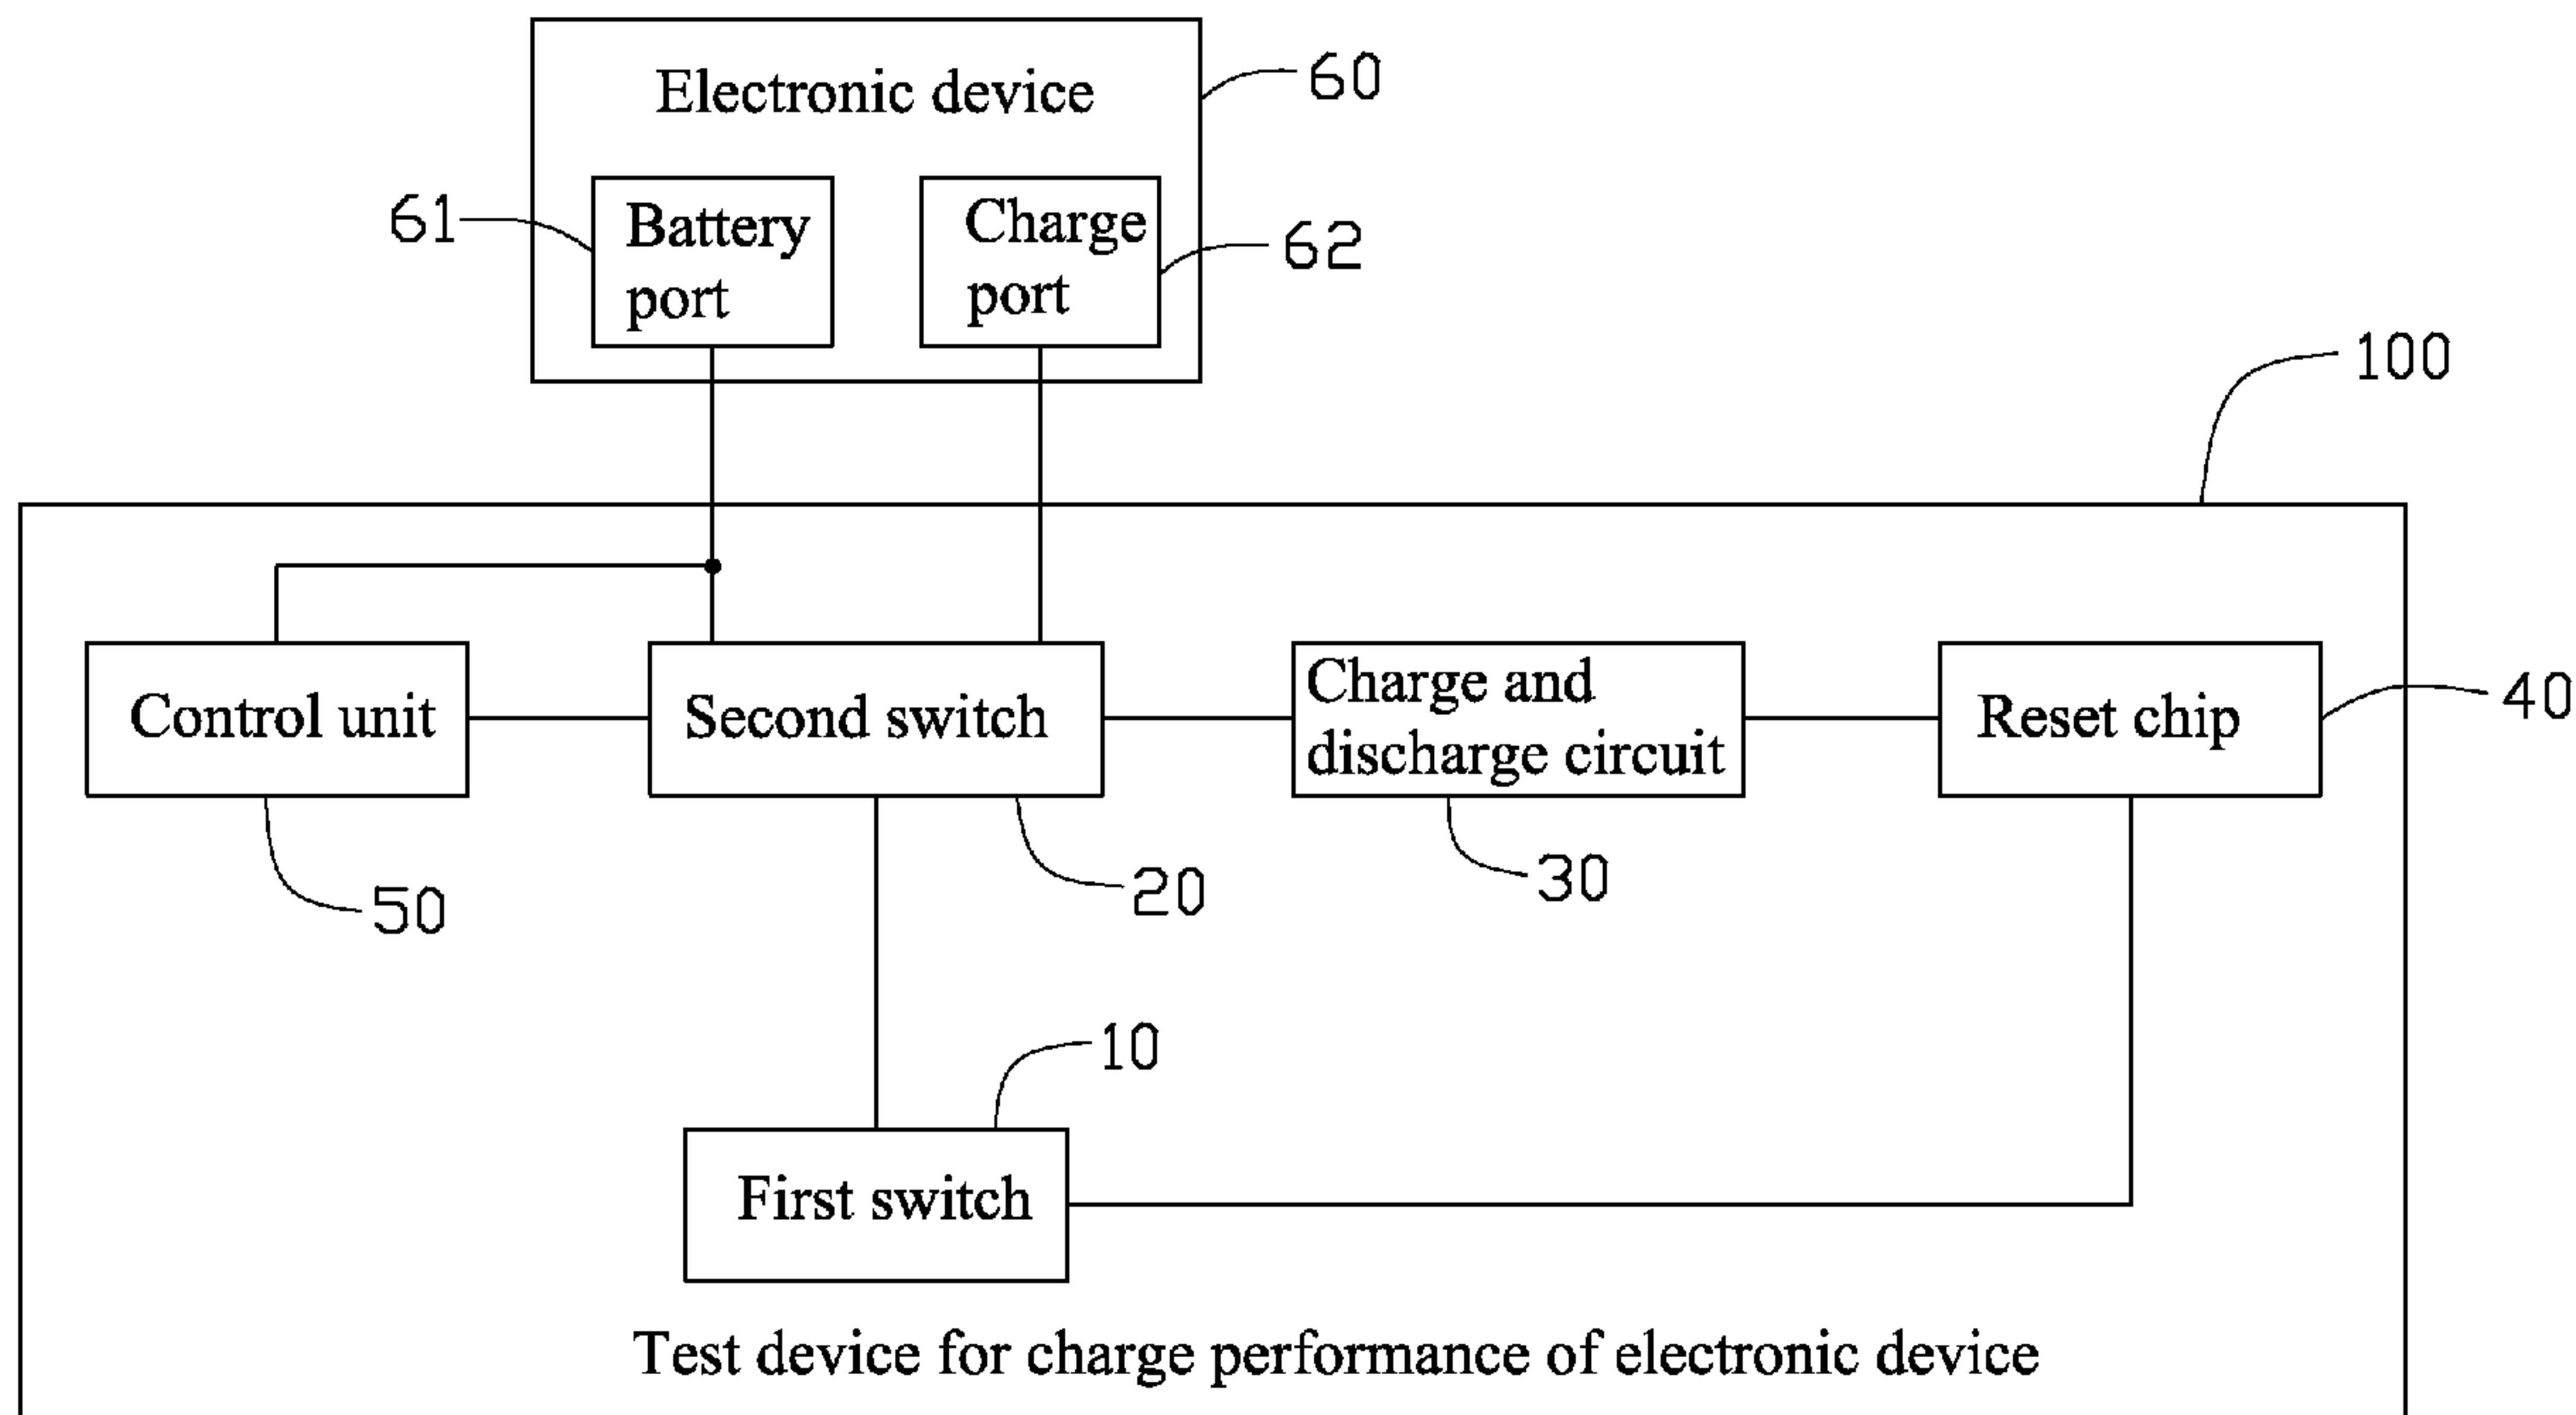 Electronic device
60
61
Battery
port
Charge
port
62
100
Control unit
Second switch
Charge and
discharge circuit
Reset chip
40
50
20
30
10
First switch
Test device for charge performance of electronic device